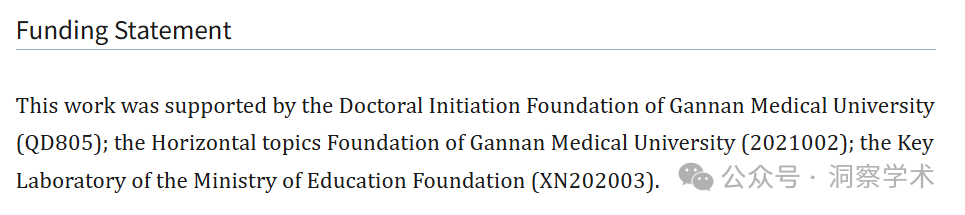 Funding Statement
This work was supported by the Doctoral Initiation Foundation of Gannan Medical University
(QD805); the Horizontal topics Foundation of Gannan Medical University (2021002); the Key
Laboratory of the Ministry of Education Foundation (XN202003).
公众号 · 洞察学术